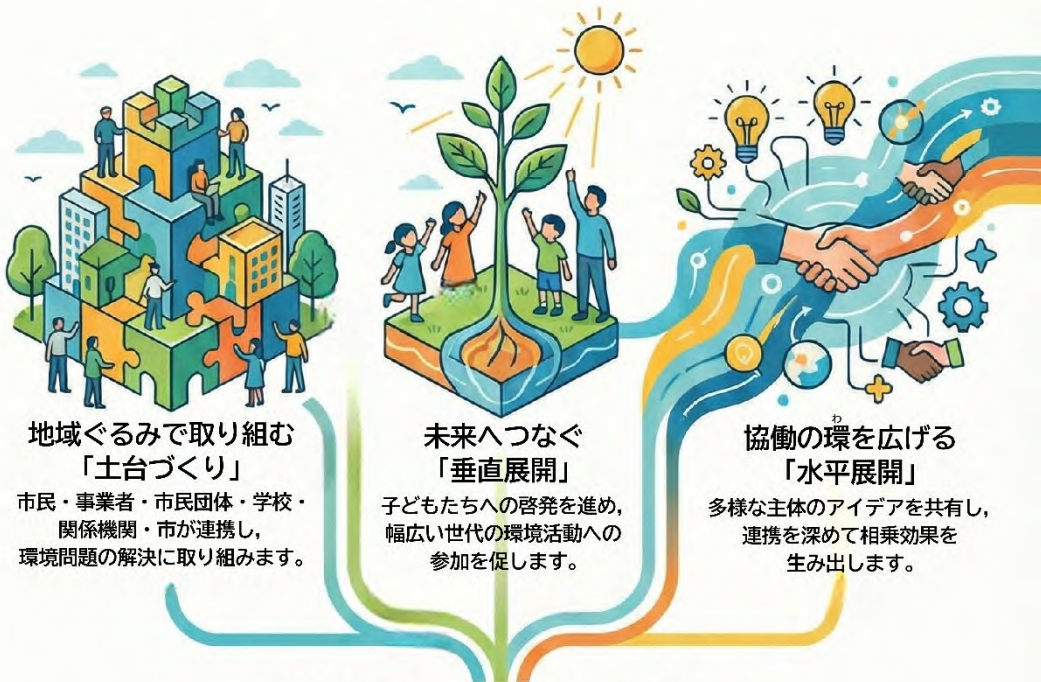 地域ぐるみで取り組む
「土台づくり」
市民・事業者・市民団体・学校・
関係機関・市が連携し、
環境問題の解決に取り組みます。
未来へつなぐ
「垂直展開」
子どもたちへの啓発を進め、
幅広い世代の環境活動への
参加を促します。
わ
協働の環を広げる
「水平展開」
多様な主体のアイデアを共有し、
連携を深めて相乗効果を
生み出します。